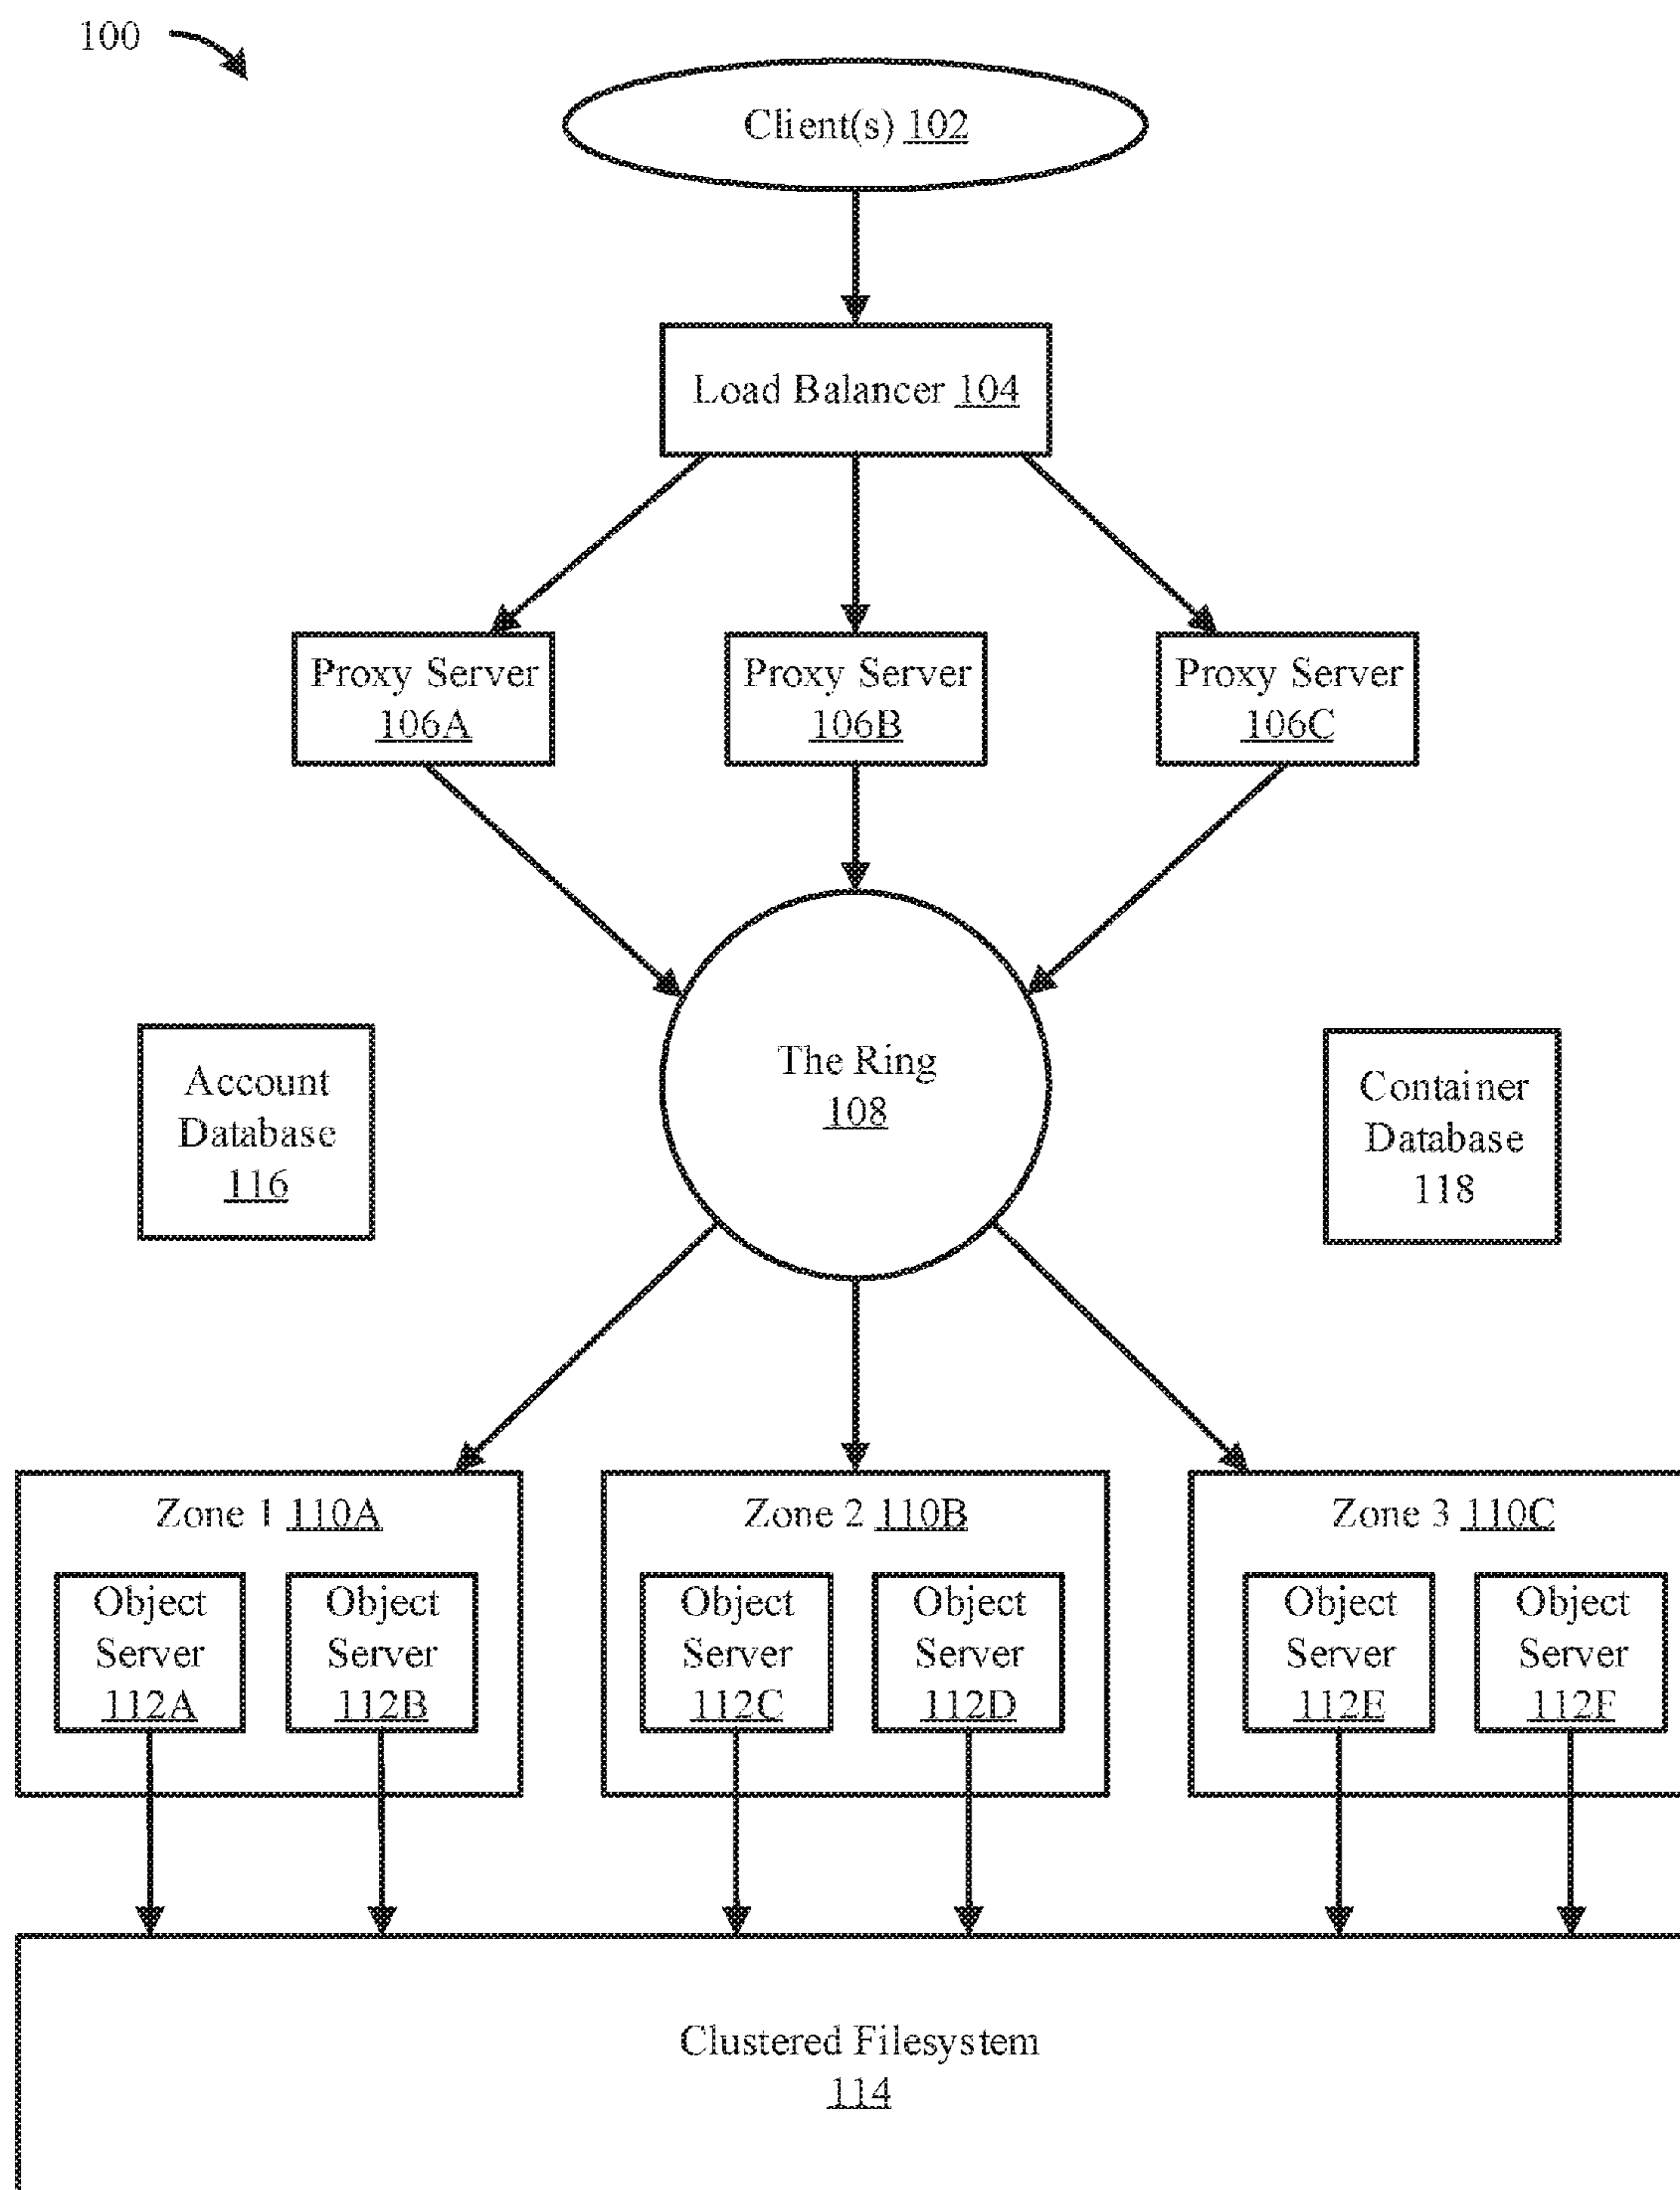 100
Client(s) 102
Load Balancer 104
Proxy Server
106A
Proxy Server
106B
Proxy Server
106C
The Ring
108
Account
Database
116
Container
Database
118
Zone 1 110A
Object
Server
112A
Object
Server
112B
Zone 2 110B
Object
Server
112C
Object
Server
112D
Zone 3 110C
Object
Server
112E
Object
Server
112F
Clustered Filesystem
114